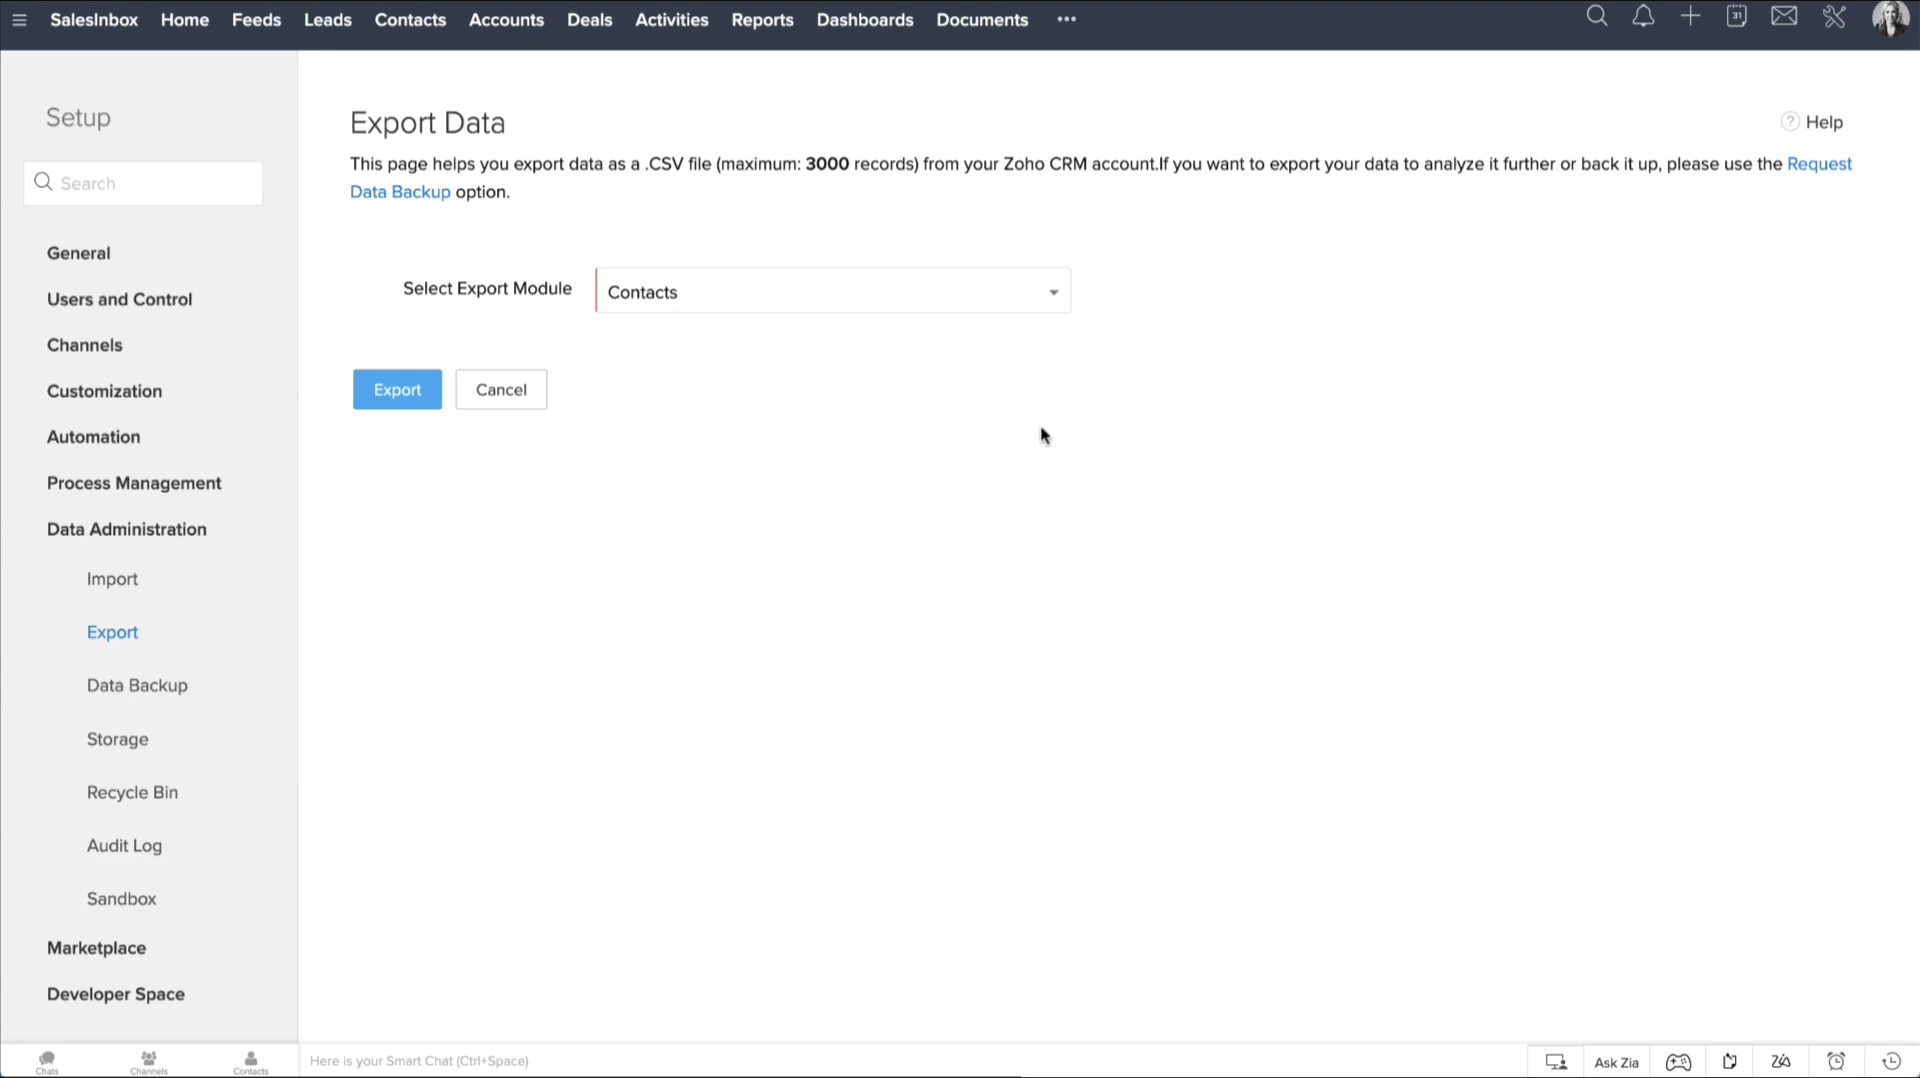 SalesInbox Home Feeds Leads Contacts Accounts Deals Activities Reports Dashboards Documents •••
31
Setup
Search
General
Users and Control
Channels
Customization
Automation
Process Management
Data Administration
Import
Export
Data Backup
Storage
Recycle Bin
Audit Log
Sandbox
Marketplace
Developer Space
Export Data
? Help
This page helps you export data as a .CSV file (maximum: 3000 records) from your Zoho CRM account.If you want to export your data to analyze it further or back it up, please use the Request
Data Backup option.
Select Export Module Contacts
Export Cancel
Chats Channels Contacts
Here is your Smart Chat (Ctrl+Space)
Ask Zia